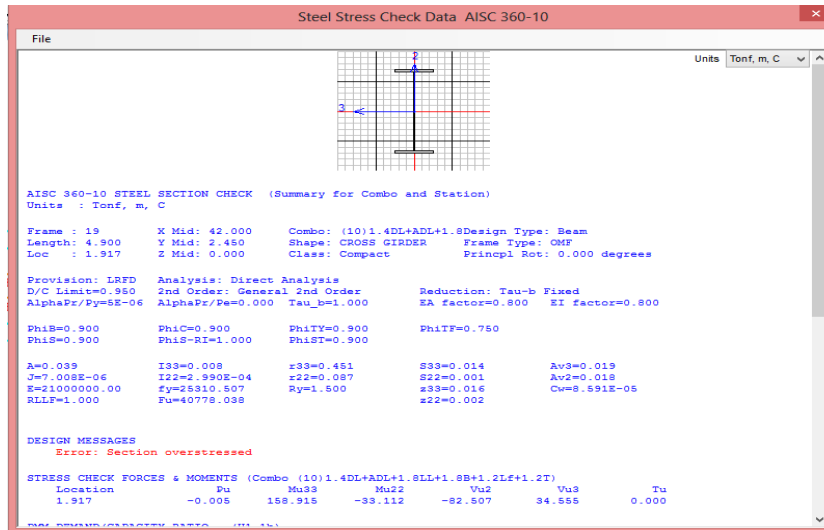 Steel Stress Check Data AISC 360-10
File
Units Tonf, m, C
2
3
AISC 360-10 STEEL SECTION CHECK (Summary for Combo and Station)
Units : Tonf, m, C
Frame : 19 X Mid: 42.000 Combo: (10)1.4DL+ADL+1.8Design Type: Beam
Length: 4.900 Y Mid: 2.450 Shape: CROSS GIRDER Frame Type: OMF
Loc : 1.917 Z Mid: 0.000 Class: Compact Princpl Rot: 0.000 degrees
Provision: LRFD Analysis: Direct Analysis
D/C Limit=0.950 2nd Order: General 2nd Order Reduction: Tau-b Fixed
AlphaPr/Py=5E-06 AlphaPr/Pe=0.000 Tau_b=1.000 EA factor=0.800 EI factor=0.800
PhiB=0.900 PhiC=0.900 PhiTY=0.900 PhiTF=0.750
PhiS=0.900 PhiS-RI=1.000 PhiST=0.900
A=0.039 I33=0.008 r33=0.451 S33=0.014 Av3=0.019
J=7.008E-06 I22=2.990E-04 r22=0.087 S22=0.001 Av2=0.018
E=21000000.00 fy=25310.507 Ry=1.500 z33=0.016 Cw=8.591E-05
RLLF=1.000 Fu=40778.038 z22=0.002
DESIGN MESSAGES
Error: Section overstressed
STRESS CHECK FORCES & MOMENTS (Combo (10)1.4DL+ADL+1.8LL+1.8B+1.2Lf+1.2T)
Location Pu Mu33 Mu22 Vu2 Vu3 Tu
1.917 -0.005 158.915 -33.112 -82.507 34.555 0.000
PMM DEMAND/CAPACITY RATIO (H1-1b)